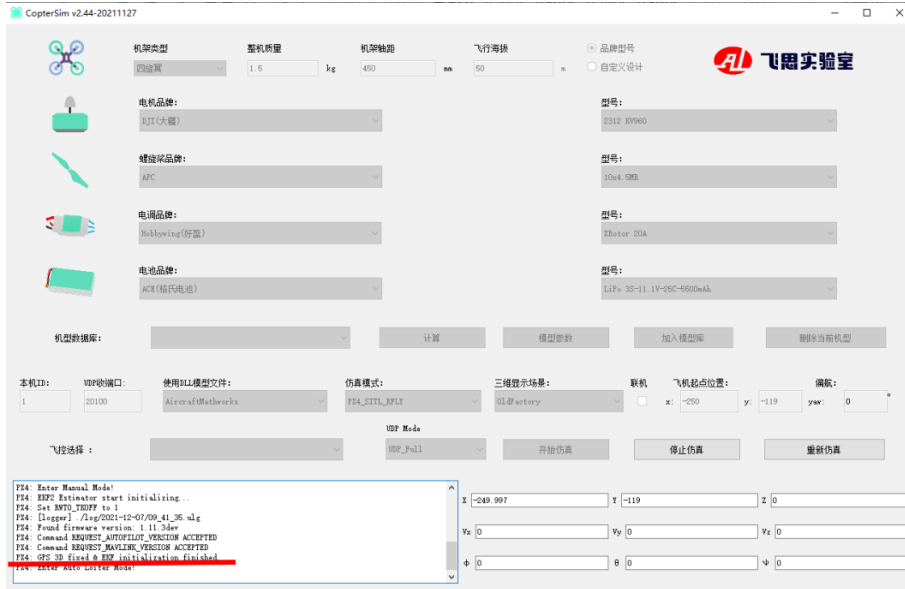 CopterSim v2.44-20211127
机架类型 整机质量 机架轴距 飞行海拔 品牌型号
四旋翼 1.5 kg 450 mm 50 m 自定义设计
飞思实验室
电机品牌: 型号:
DJI(大疆) 2312 KV960
螺旋桨品牌: 型号:
APC 10x4.5MR
电调品牌: 型号:
Hobbywing(好盈) XRotor 20A
电池品牌: 型号:
ACE(格氏电池) LiPo 3S-11.1V-25C-5500mAh
机型数据库: 计算 模型参数 加入模型库 删除当前机型
本机ID: UDP收端口: 使用DLL模型文件: 仿真模式: 三维显示场景: 联机 飞机起点位置: 偏航:
1 20100 AircraftMathworks PX4_SITL_RFLY OldFactory x: -250 y: -119 yaw: 0 °
UDP Mode
飞控选择 : UDP_Full 开始仿真 停止仿真 重新仿真
PX4: Enter Manual Mode!
PX4: EKF2 Estimator start initializing...
PX4: Set RWTO_TKOFF to 1
PX4: [logger] ./log/2021-12-07/09_41_35.ulg
PX4: Found firmware version: 1.11.3dev
PX4: Command REQUEST_AUTOPILOT_VERSION ACCEPTED
PX4: Command REQUEST_MAVLINK_VERSION ACCEPTED
PX4: GPS 3D fixed & EKF initialization finished
PX4: Enter Auto Loiter Mode!
X -249.997 Y -119 Z 0
Vx 0 Vy 0 Vz 0
ϕ 0 θ 0 ψ 0